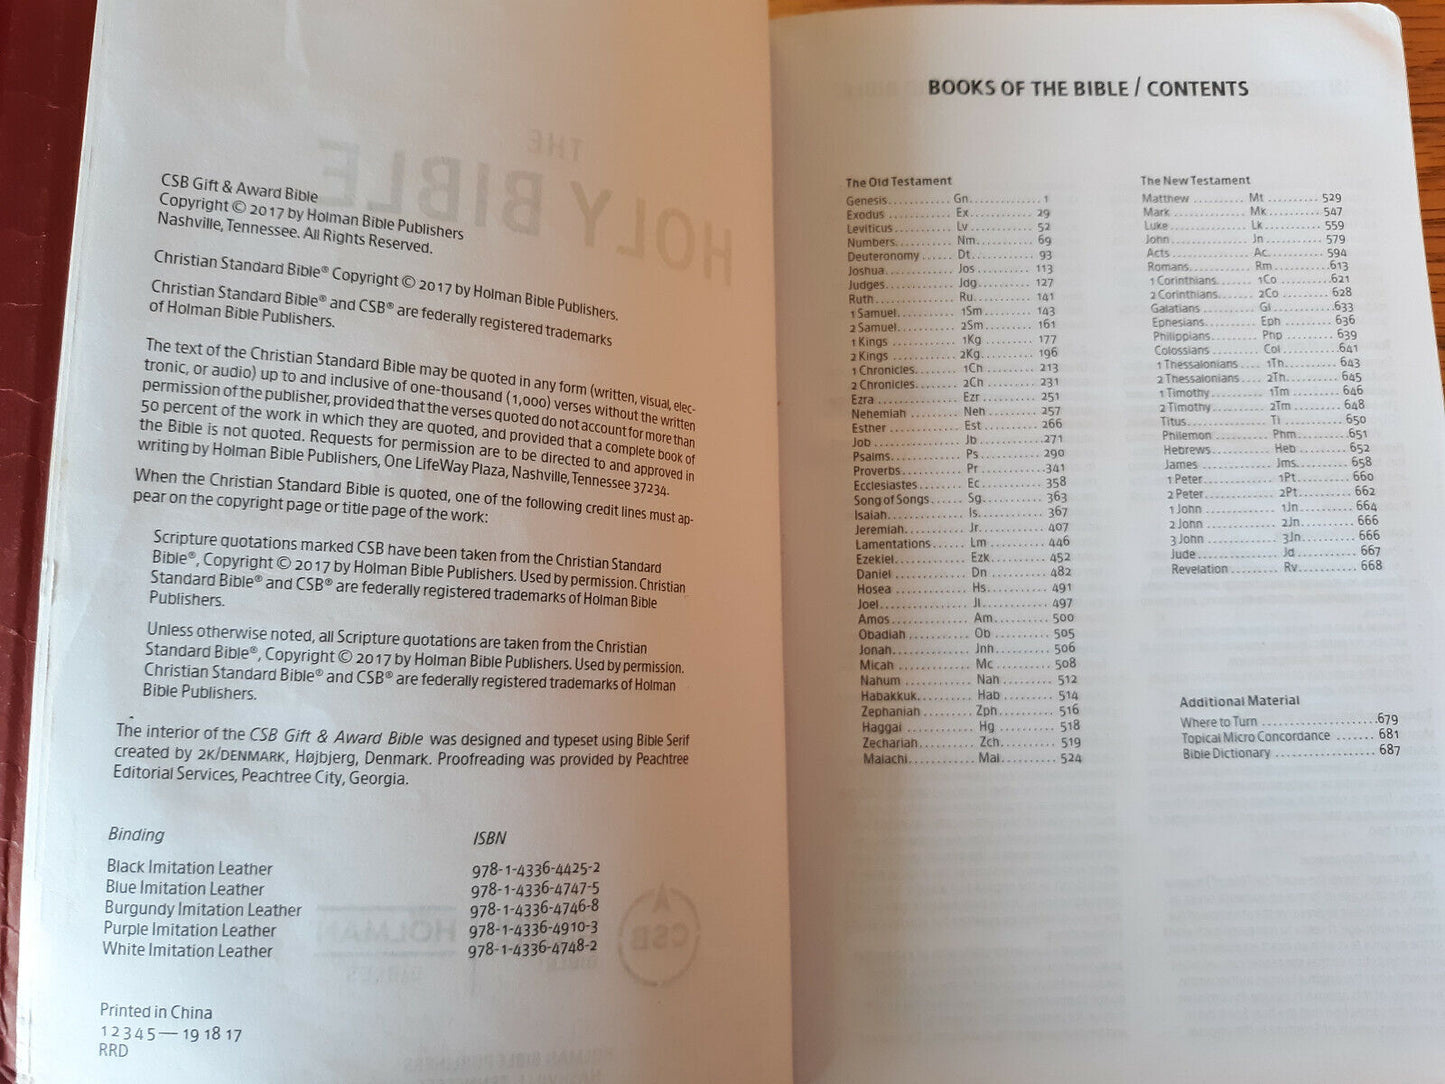 CSB Gift & Award Bible
Copyright © 2017 by Holman Bible Publishers
Nashville, Tennessee. All Rights Reserved.
Christian Standard Bible® Copyright © 2017 by Holman Bible Publishers.
Christian Standard Bible® and CSB® are federally registered trademarks
of Holman Bible Publishers.
The text of the Christian Standard Bible may be quoted in any form (written, visual, elec-
tronic, or audio) up to and inclusive of one-thousand (1,000) verses without the written
permission of the publisher, provided that the verses quoted do not account for more than
50 percent of the work in which they are quoted, and provided that a complete book of
the Bible is not quoted. Requests for permission are to be directed to and approved in
writing by Holman Bible Publishers, One LifeWay Plaza, Nashville, Tennessee 37234.
When the Christian Standard Bible is quoted, one of the following credit lines must ap-
pear on the copyright page or title page of the work:
Scripture quotations marked CSB have been taken from the Christian Standard
Bible®, Copyright © 2017 by Holman Bible Publishers. Used by permission. Christian
Standard Bible® and CSB® are federally registered trademarks of Holman Bible
Publishers.
Unless otherwise noted, all Scripture quotations are taken from the Christian
Standard Bible®, Copyright © 2017 by Holman Bible Publishers. Used by permission.
Christian Standard Bible® and CSB® are federally registered trademarks of Holman
Bible Publishers.
The interior of the CSB Gift & Award Bible was designed and typeset using Bible Serif
created by 2K/DENMARK, Højbjerg, Denmark. Proofreading was provided by Peachtree
Editorial Services, Peachtree City, Georgia.
Binding ISBN
Black Imitation Leather 978-1-4336-4425-2
Blue Imitation Leather 978-1-4336-4747-5
Burgundy Imitation Leather 978-1-4336-4746-8
Purple Imitation Leather 978-1-4336-4910-3
White Imitation Leather 978-1-4336-4748-2
Printed in China
1 2 3 4 5 — 19 18 17
RRD
BOOKS OF THE BIBLE / CONTENTS
The Old Testament
Genesis............ Gn.............. 1
Exodus ............ Ex ............. 29
Leviticus .......... Lv ............. 52
Numbers........... Nm............. 69
Deuteronomy ...... Dt. ............ 93
Joshua............. Jos ........... 113
Judges............. Jdg........... 127
Ruth............... Ru. .......... 141
1 Samuel........... 1Sm ......... 143
2 Samuel........... 2Sm ......... 161
1 Kings ............ 1Kg .......... 177
2 Kings ............ 2Kg.......... 196
1 Chronicles........ 1Ch .......... 213
2 Chronicles........ 2Ch .......... 231
Ezra ............... Ezr .......... 251
Nehemiah ......... Neh .......... 257
Esther ............. Est .......... 266
Job ................ Jb ............271
Psalms............. Ps ........... 290
Proverbs........... Pr ............341
Ecclesiastes........ Ec ........... 358
Song of Songs...... Sg............ 363
Isaiah.............. Is............. 367
Jeremiah........... Jr............. 407
Lamentations...... Lm .......... 446
Ezekiel............. Ezk .......... 452
Daniel ............. Dn .......... 482
Hosea ............. Hs........... 491
Joel................ Jl............ 497
Amos.............. Am.......... 500
Obadiah ........... Ob .......... 505
Jonah.............. Jnh .......... 506
Micah ............. Mc .......... 508
Nahum ............ Nah ......... 512
Habakkuk.......... Hab ......... 514
Zephaniah ......... Zph.......... 516
Haggai ............ Hg .......... 518
Zechariah.......... Zch.......... 519
Malachi............ Mal.......... 524
The New Testament
Matthew .......... Mt .......... 529
Mark .............. Mk.......... 547
Luke............... Lk........... 559
John............... Jn ........... 579
Acts ............... Ac............ 594
Romans............ Rm ...........613
1 Corinthians....... 1Co ..........621
2 Corinthians....... 2Co ......... 628
Galatians .......... Gl ............633
Ephesians.......... Eph ......... 636
Philippians......... Php ......... 639
Colossians ......... Col ..........641
1 Thessalonians .... 1Th.......... 643
2 Thessalonians .... 2Th.......... 645
1 Timothy.......... 1Tm ......... 646
2 Timothy.......... 2Tm ......... 648
Titus............... Ti ........... 650
Philemon .......... Phm..........651
Hebrews........... Heb ......... 652
James ............. Jms.......... 658
1 Peter............. 1Pt........... 660
2 Peter............. 2Pt........... 662
1 John ............. 1Jn........... 664
2 John ............. 2Jn........... 666
3 John ............. 3Jn........... 666
Jude............... Jd ........... 667
Revelation ......... Rv........... 668
Additional Material
Where to Turn .......................679
Topical Micro Concordance ....... 681
Bible Dictionary ................... 687